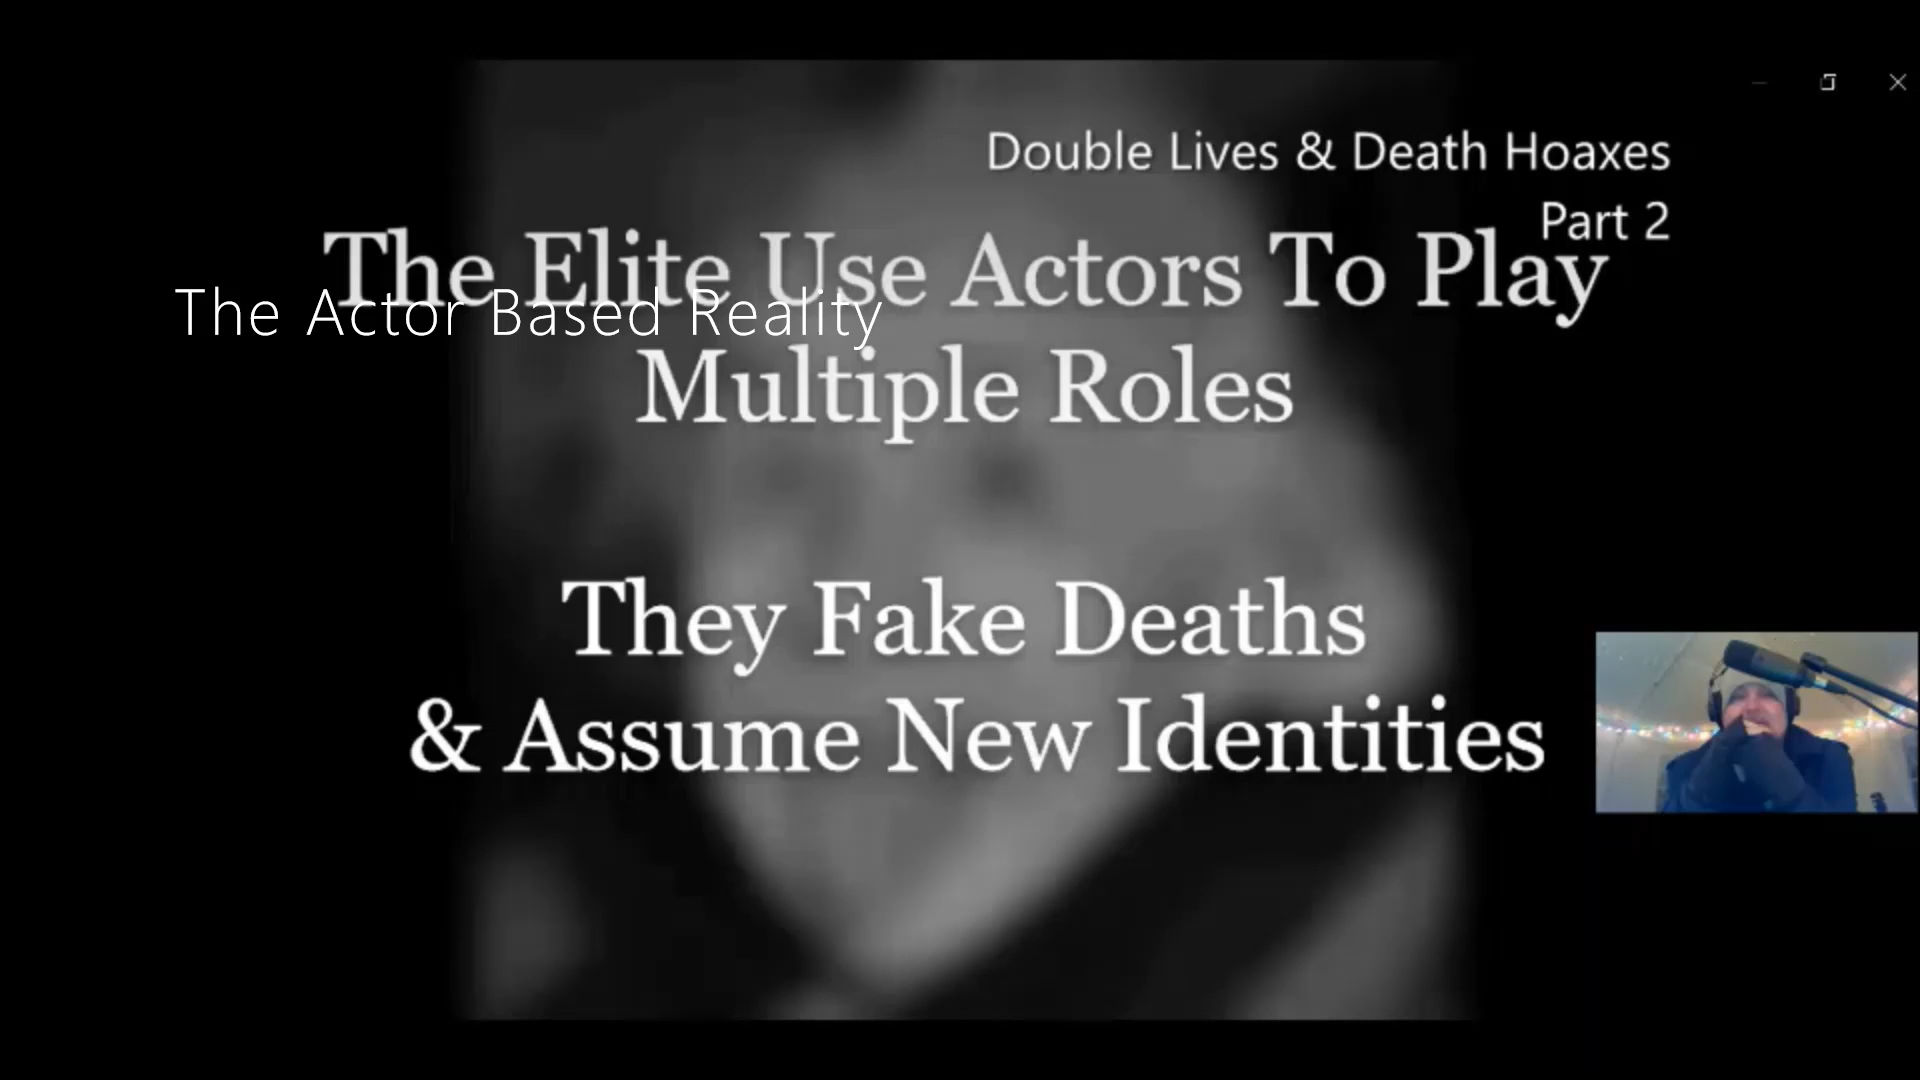 Double Lives & Death Hoaxes
Part 2
The Elite Use Actors To Play
The Actor Based Reality
Multiple Roles
They Fake Deaths
& Assume New Identities